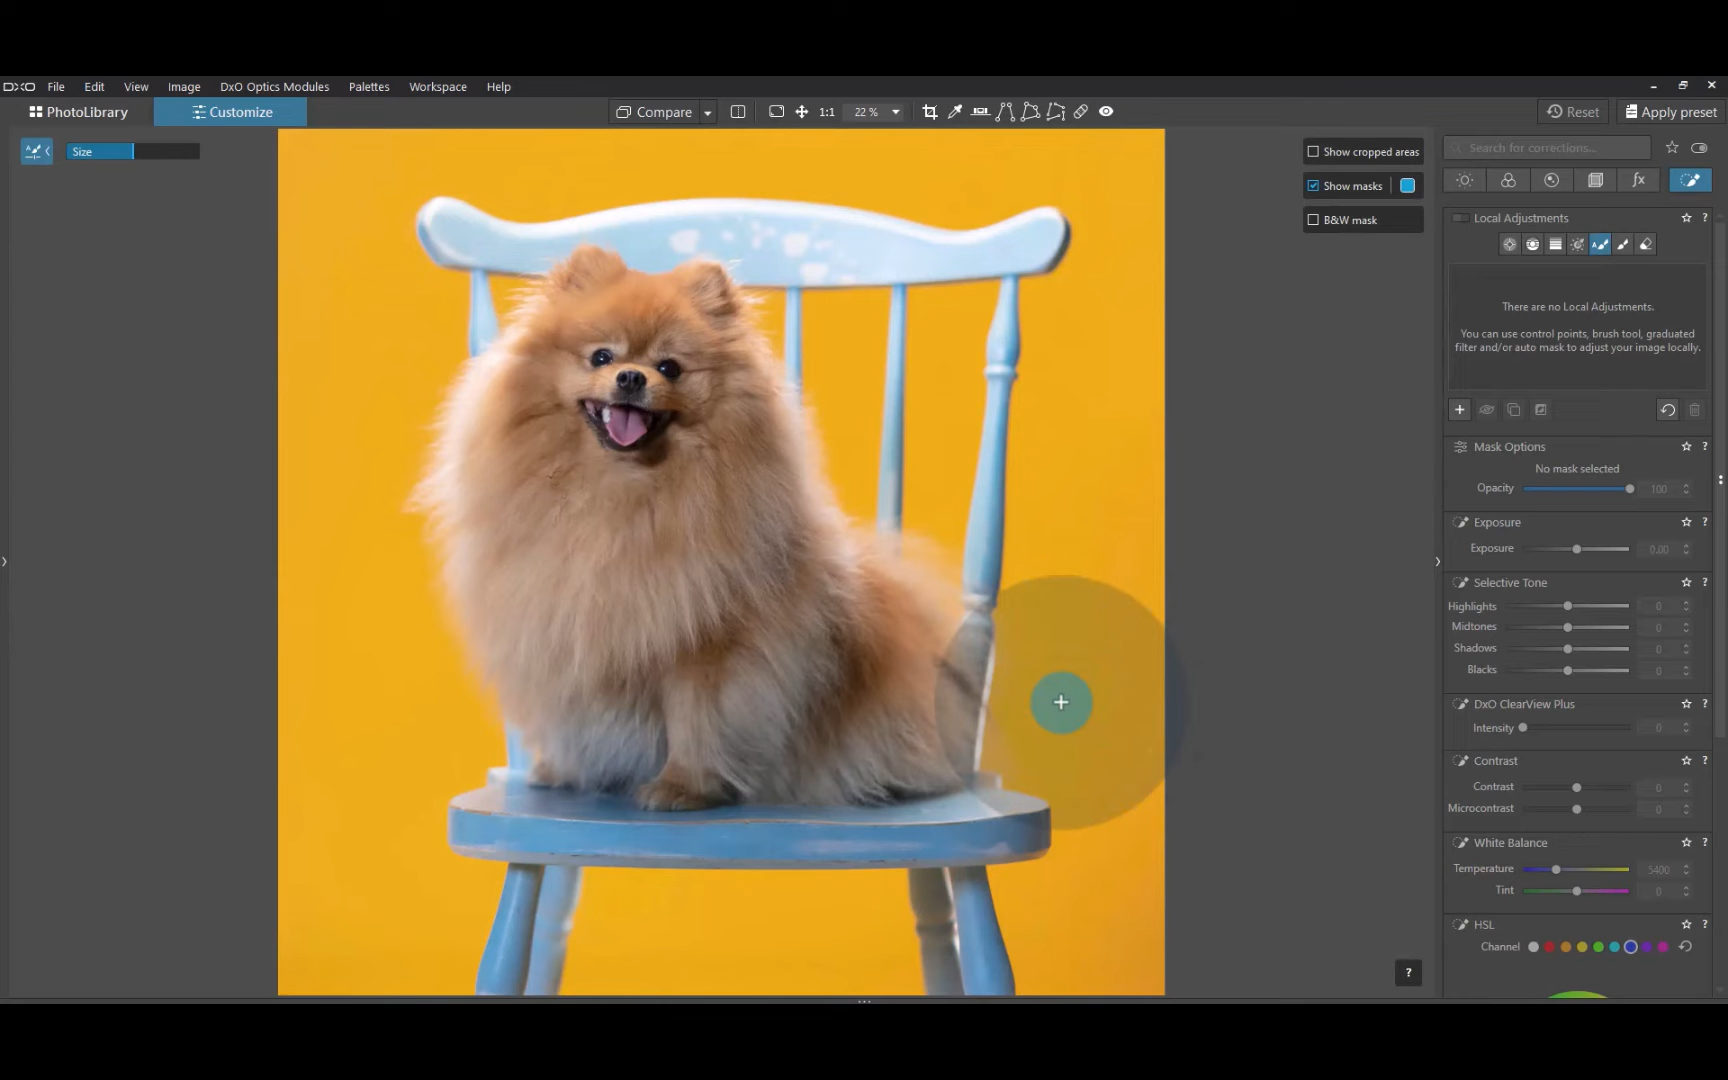 DXO File Edit View Image DxO Optics Modules Palettes Workspace Help
PhotoLibrary Customize Compare 1:1 22 % Reset Apply preset
Size
Show cropped areas
Show masks
B&W mask
Search for corrections...
fx
Local Adjustments ?
There are no Local Adjustments.
You can use control points, brush tool, graduated
filter and/or auto mask to adjust your image locally.
Mask Options ?
No mask selected
Opacity 100
Exposure ?
Exposure 0.00
Selective Tone ?
Highlights 0
Midtones 0
Shadows 0
Blacks 0
DxO ClearView Plus ?
Intensity 0
Contrast ?
Contrast 0
Microcontrast 0
White Balance ?
Temperature 5400
Tint 0
HSL ?
Channel
?